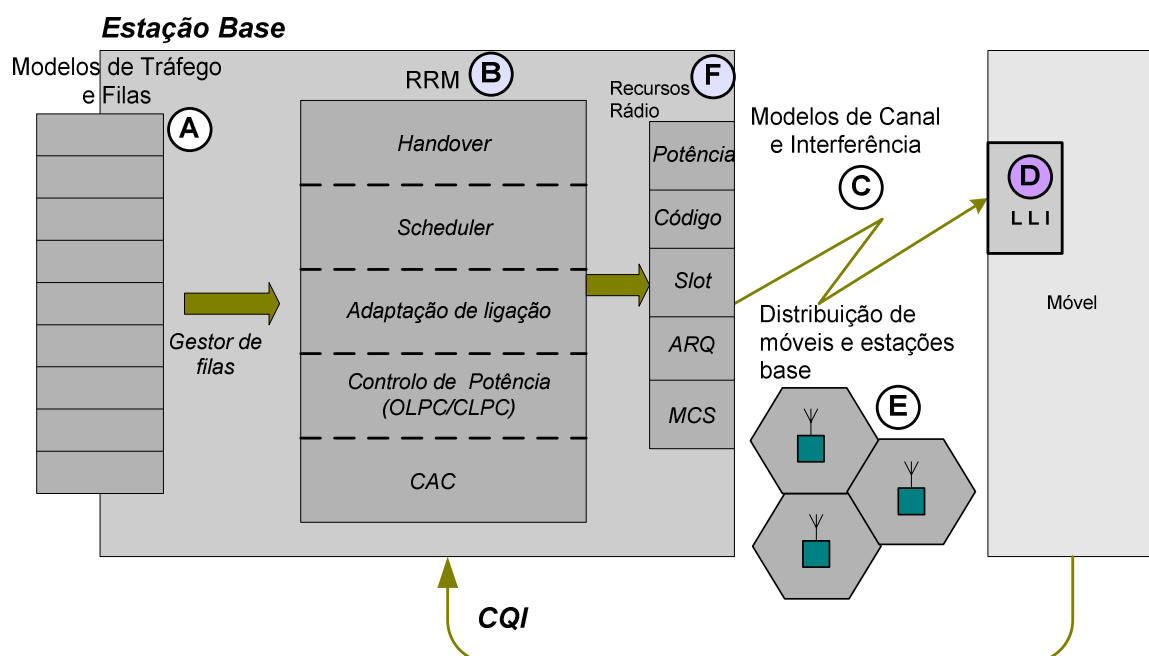 Estação Base
Modelos de Tráfego
e Filas
A
RRM
B
Recursos
Rádio
F
Handover
Scheduler
Adaptação de ligação
Controlo de Potência
(OLPC/CLPC)
CAC
Gestor de
filas
Potência
Código
Slot
ARQ
MCS
Modelos de Canal
e Interferência
C
D
L L I
Móvel
Distribuição de
móveis e estações
base
E
CQI